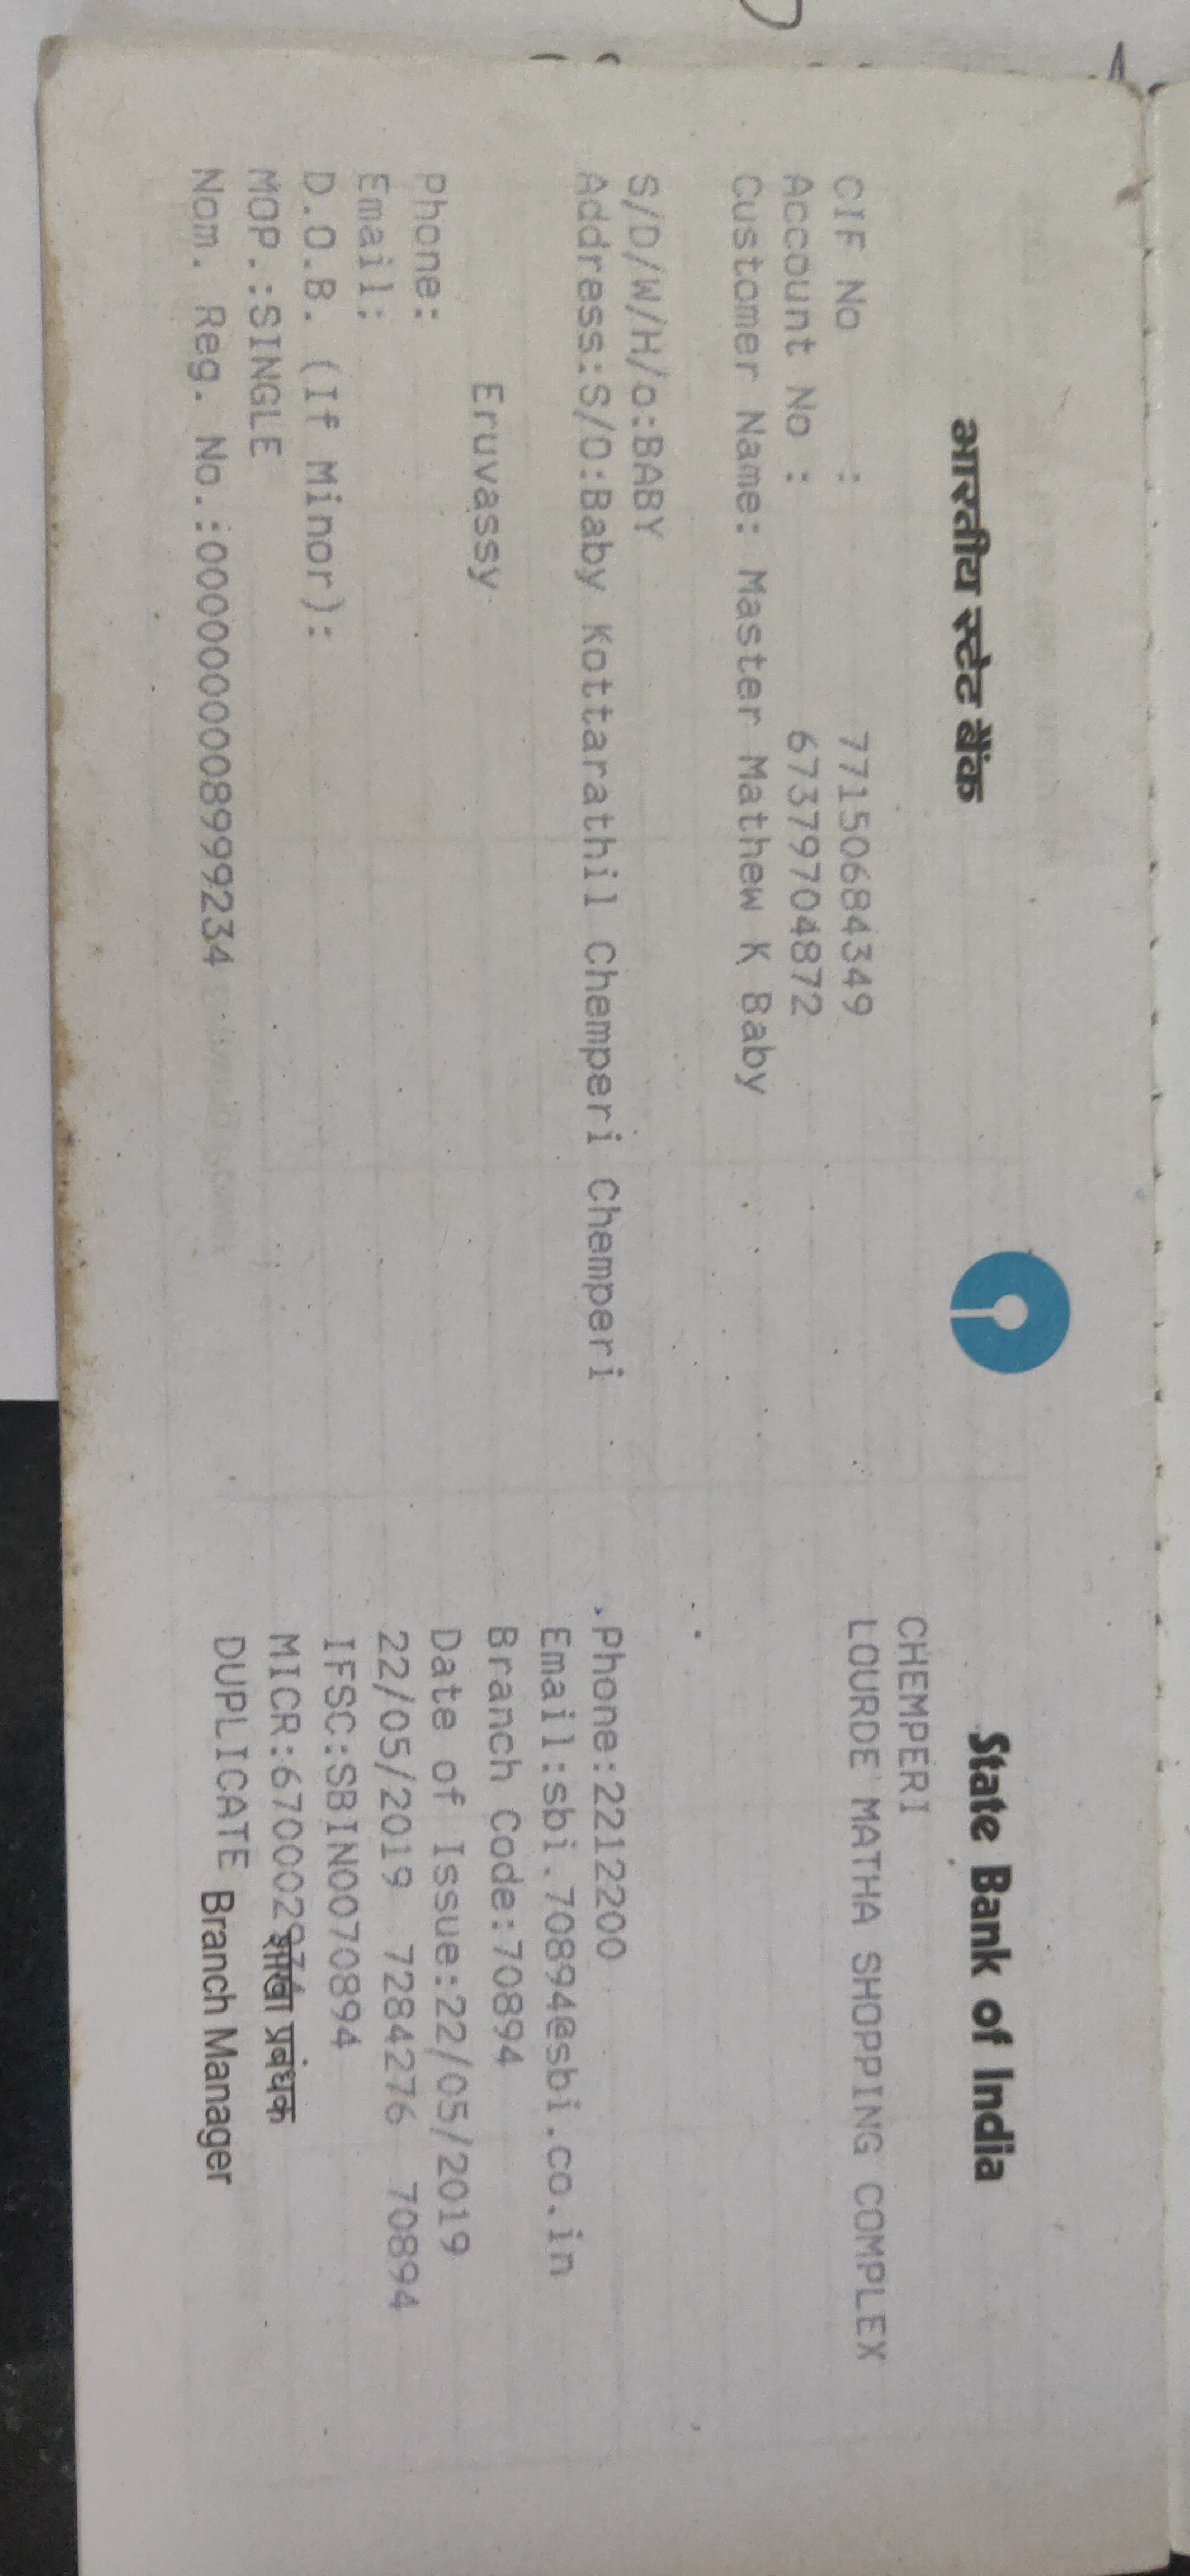 भारतीय स्टेट बैंक
State Bank of India
CHEMPERI
LOURDE MATHA SHOPPING COMPLEX
CIF No : 77150684349
Account No : 67379704872
Customer Name: Master Mathew K Baby
S/D/W/H/o:BABY
Address:S/O:Baby Kottarathil Chemperi Chemperi
Eruvassy
Phone:
Email:
D.O.B. (If Minor):
MOP.:SINGLE
Nom. Reg. No.:0000000008999234
Phone:2212200
Email:sbi.70894@sbi.co.in
Branch Code:70894
Date of Issue:22/05/2019
22/05/2019 7284276 70894
IFSC:SBIN0070894
शाखा प्रबंधक
DUPLICATE Branch Manager